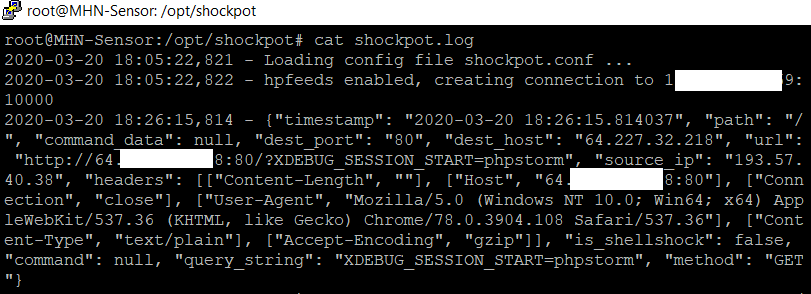 root@MHN-Sensor: /opt/shockpot
root@MHN-Sensor:/opt/shockpot# cat shockpot.log
2020-03-20 18:05:22,821 - Loading config file shockpot.conf ...
2020-03-20 18:05:22,822 - hpfeeds enabled, creating connection to 1 9:
10000
2020-03-20 18:26:15,814 - {"timestamp": "2020-03-20 18:26:15.814037", "path": "/
", "command_data": null, "dest_port": "80", "dest_host": "64.227.32.218", "url":
"http://64. 8:80/?XDEBUG_SESSION_START=phpstorm", "source_ip": "193.57.
40.38", "headers": [["Content-Length", ""], ["Host", "64. 8:80"], ["Conn
ection", "close"], ["User-Agent", "Mozilla/5.0 (Windows NT 10.0; Win64; x64) App
leWebKit/537.36 (KHTML, like Gecko) Chrome/78.0.3904.108 Safari/537.36"], ["Cont
ent-Type", "text/plain"], ["Accept-Encoding", "gzip"]], "is_shellshock": false,
"command": null, "query_string": "XDEBUG_SESSION_START=phpstorm", "method": "GET
"}